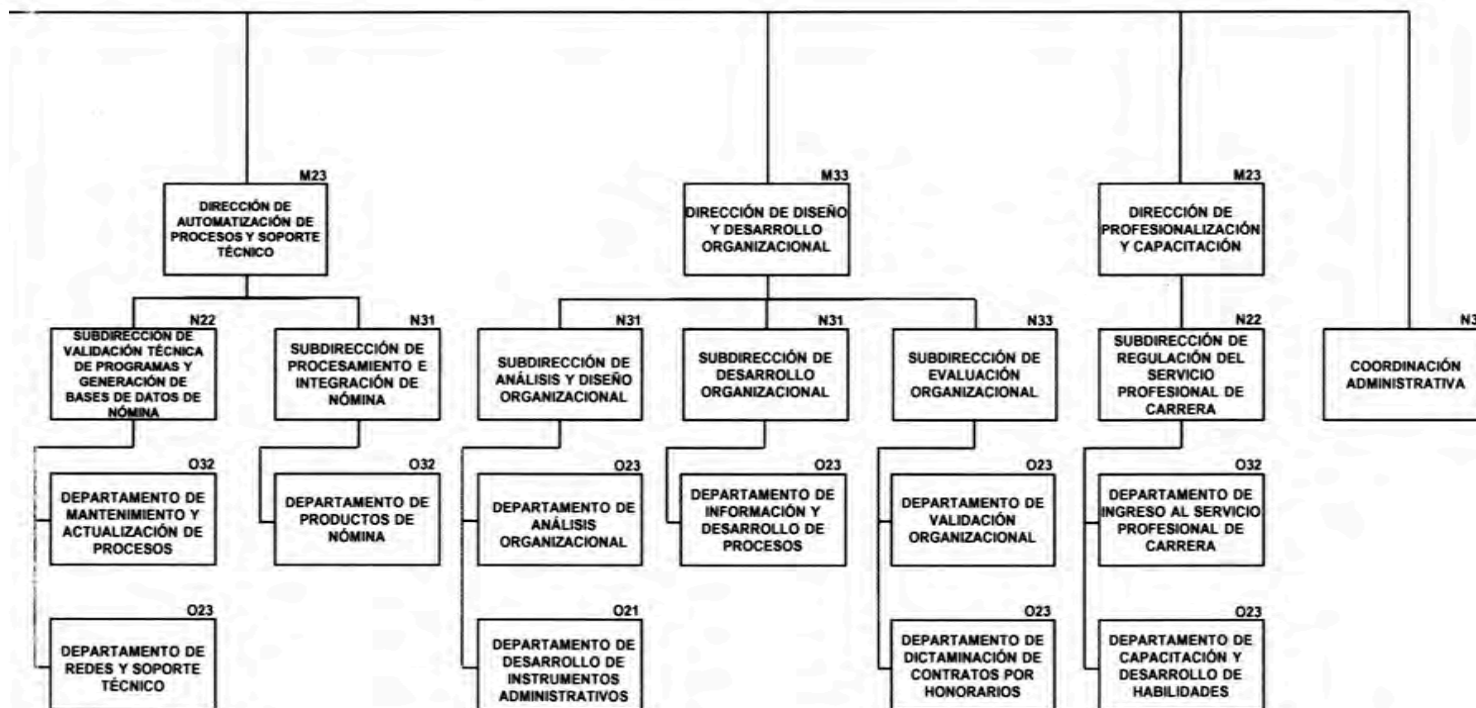 M23
DIRECCIÓN DE
AUTOMATIZACIÓN DE
PROCESOS Y SOPORTE
TÉCNICO
M33
DIRECCIÓN DE DISEÑO
Y DESARROLLO
ORGANIZACIONAL
M23
DIRECCIÓN DE
PROFESIONALIZACIÓN
Y CAPACITACIÓN
N22
SUBDIRECCIÓN DE
VALIDACIÓN TÉCNICA
DE PROGRAMAS Y
GENERACIÓN DE
BASES DE DATOS DE
NÓMINA
N31
SUBDIRECCIÓN DE
PROCESAMIENTO E
INTEGRACIÓN DE
NÓMINA
N31
SUBDIRECCIÓN DE
ANÁLISIS Y DISEÑO
ORGANIZACIONAL
N31
SUBDIRECCIÓN DE
DESARROLLO
ORGANIZACIONAL
N33
SUBDIRECCIÓN DE
EVALUACIÓN
ORGANIZACIONAL
N22
SUBDIRECCIÓN DE
REGULACIÓN DEL
SERVICIO
PROFESIONAL DE
CARRERA
COORDINACIÓN
ADMINISTRATIVA
O32
DEPARTAMENTO DE
MANTENIMIENTO Y
ACTUALIZACIÓN DE
PROCESOS
O32
DEPARTAMENTO DE
PRODUCTOS DE
NÓMINA
O23
DEPARTAMENTO DE
ANÁLISIS
ORGANIZACIONAL
O23
DEPARTAMENTO DE
INFORMACIÓN Y
DESARROLLO DE
PROCESOS
O23
DEPARTAMENTO DE
VALIDACIÓN
ORGANIZACIONAL
O32
DEPARTAMENTO DE
INGRESO AL SERVICIO
PROFESIONAL DE
CARRERA
O23
DEPARTAMENTO DE
REDES Y SOPORTE
TÉCNICO
O21
DEPARTAMENTO DE
DESARROLLO DE
INSTRUMENTOS
ADMINISTRATIVOS
O23
DEPARTAMENTO DE
DICTAMINACIÓN DE
CONTRATOS POR
HONORARIOS
O23
DEPARTAMENTO DE
CAPACITACIÓN Y
DESARROLLO DE
HABILIDADES